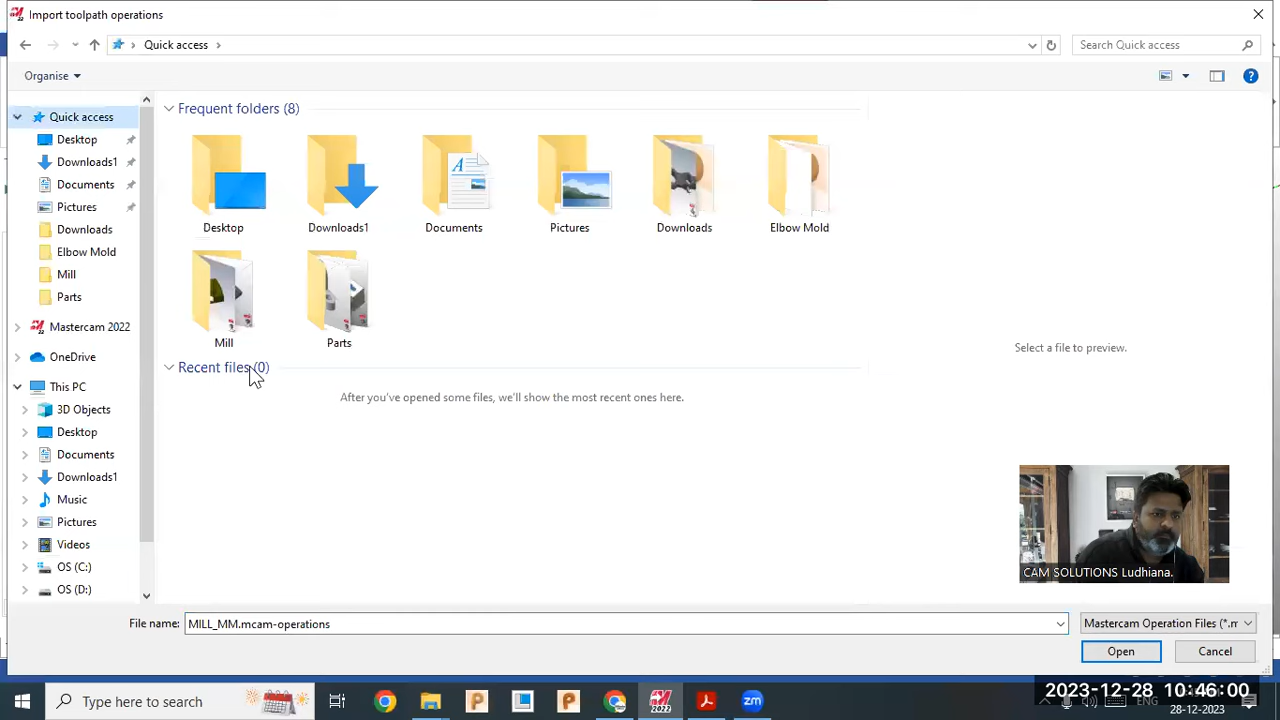 Import toolpath operations
Quick access
Search Quick access
Organise
Frequent folders (8)
Quick access
Desktop
Downloads1
Documents
Pictures
Downloads
Elbow Mold
Mill
Parts
Mastercam 2022
OneDrive
This PC
3D Objects
Desktop
Documents
Downloads1
Music
Pictures
Videos
OS (C:)
OS (D:)
Desktop
Downloads1
Documents
Pictures
Downloads
Elbow Mold
Mill
Parts
Recent files (0)
After you've opened some files, we'll show the most recent ones here.
Select a file to preview.
CAM SOLUTIONS Ludhiana.
File name:
MILL_MM.mcam-operations
Mastercam Operation Files (*.m
Open
Cancel
Type here to search
2022
zm
2023-12-28 10:46:00
ENG
28-12-2023